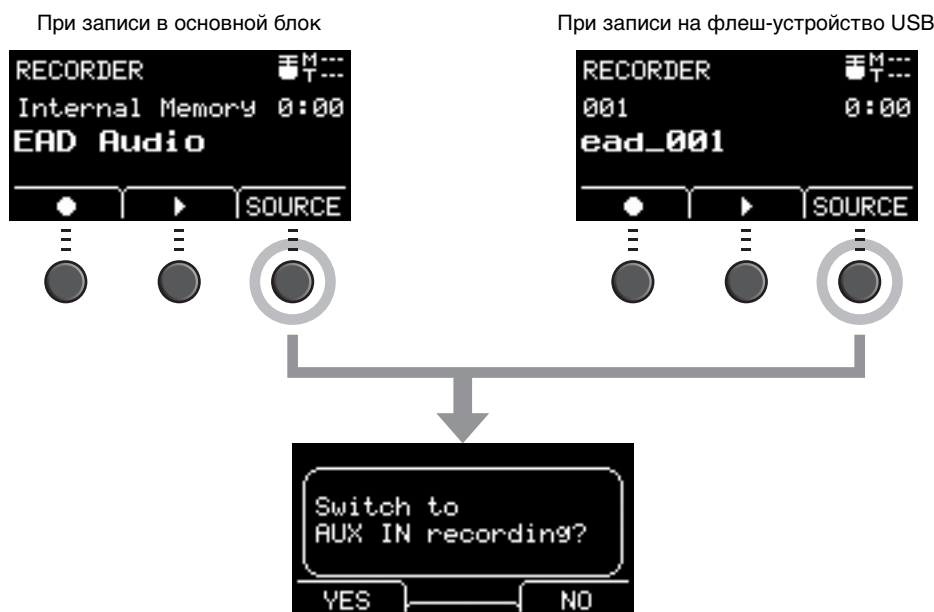 При записи в основной блок
RECORDER M---
T---
Internal Memory 0:00
EAD Audio
SOURCE
При записи на флеш-устройство USB
RECORDER M---
T---
001 0:00
ead_001
SOURCE
Switch to
AUX IN recording?
YES NO